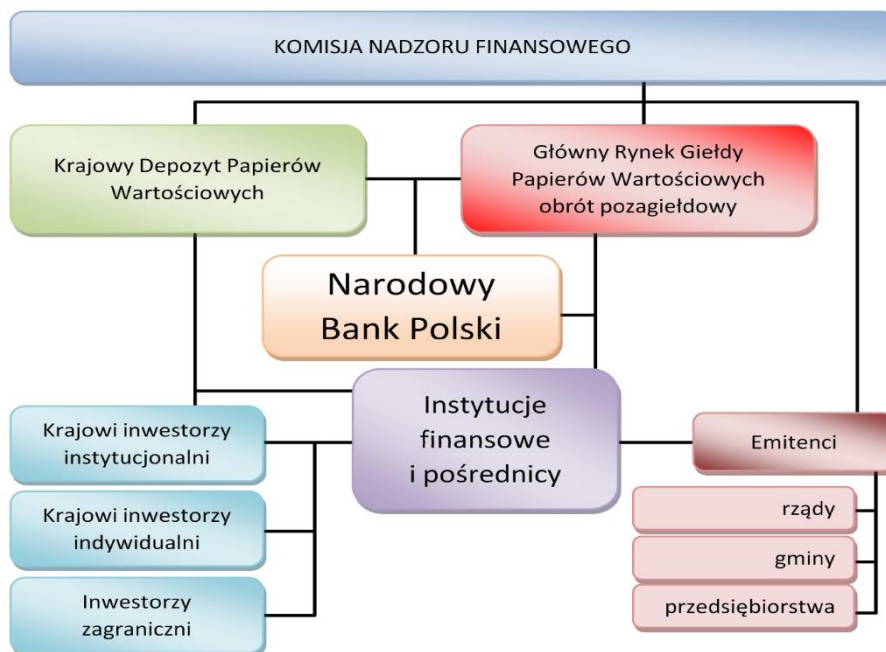 KOMISJA NADZORU FINANSOWEGO
Krajowy Depozyt Papierów
Wartościowych
Główny Rynek Giełdy
Papierów Wartościowych
obrót pozagiełdowy
Narodowy
Bank Polski
Instytucje
finansowe
i pośrednicy
Krajowi inwestorzy
instytucjonalni
Krajowi inwestorzy
indywidualni
Inwestorzy
zagraniczni
Emitenci
rządy
gminy
przedsiębiorstwa